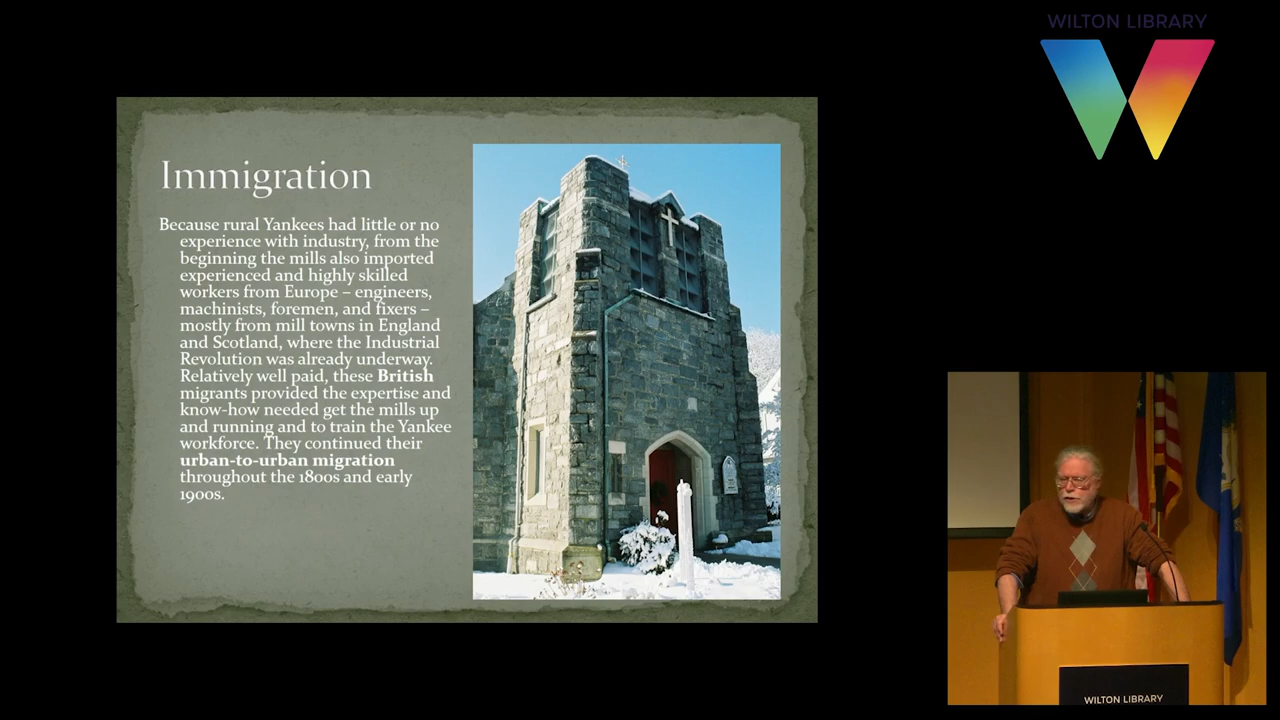 WILTON LIBRARY
Immigration
Because rural Yankees had little or no
experience with industry, from the
beginning the mills also imported
experienced and highly skilled
workers from Europe – engineers,
machinists, foremen, and fixers –
mostly from mill towns in England
and Scotland, where the Industrial
Revolution was already underway.
Relatively well paid, these British
migrants provided the expertise and
know-how needed get the mills up
and running and to train the Yankee
workforce. They continued their
urban-to-urban migration
throughout the 1800s and early
1900s.
WILTON LIBRARY